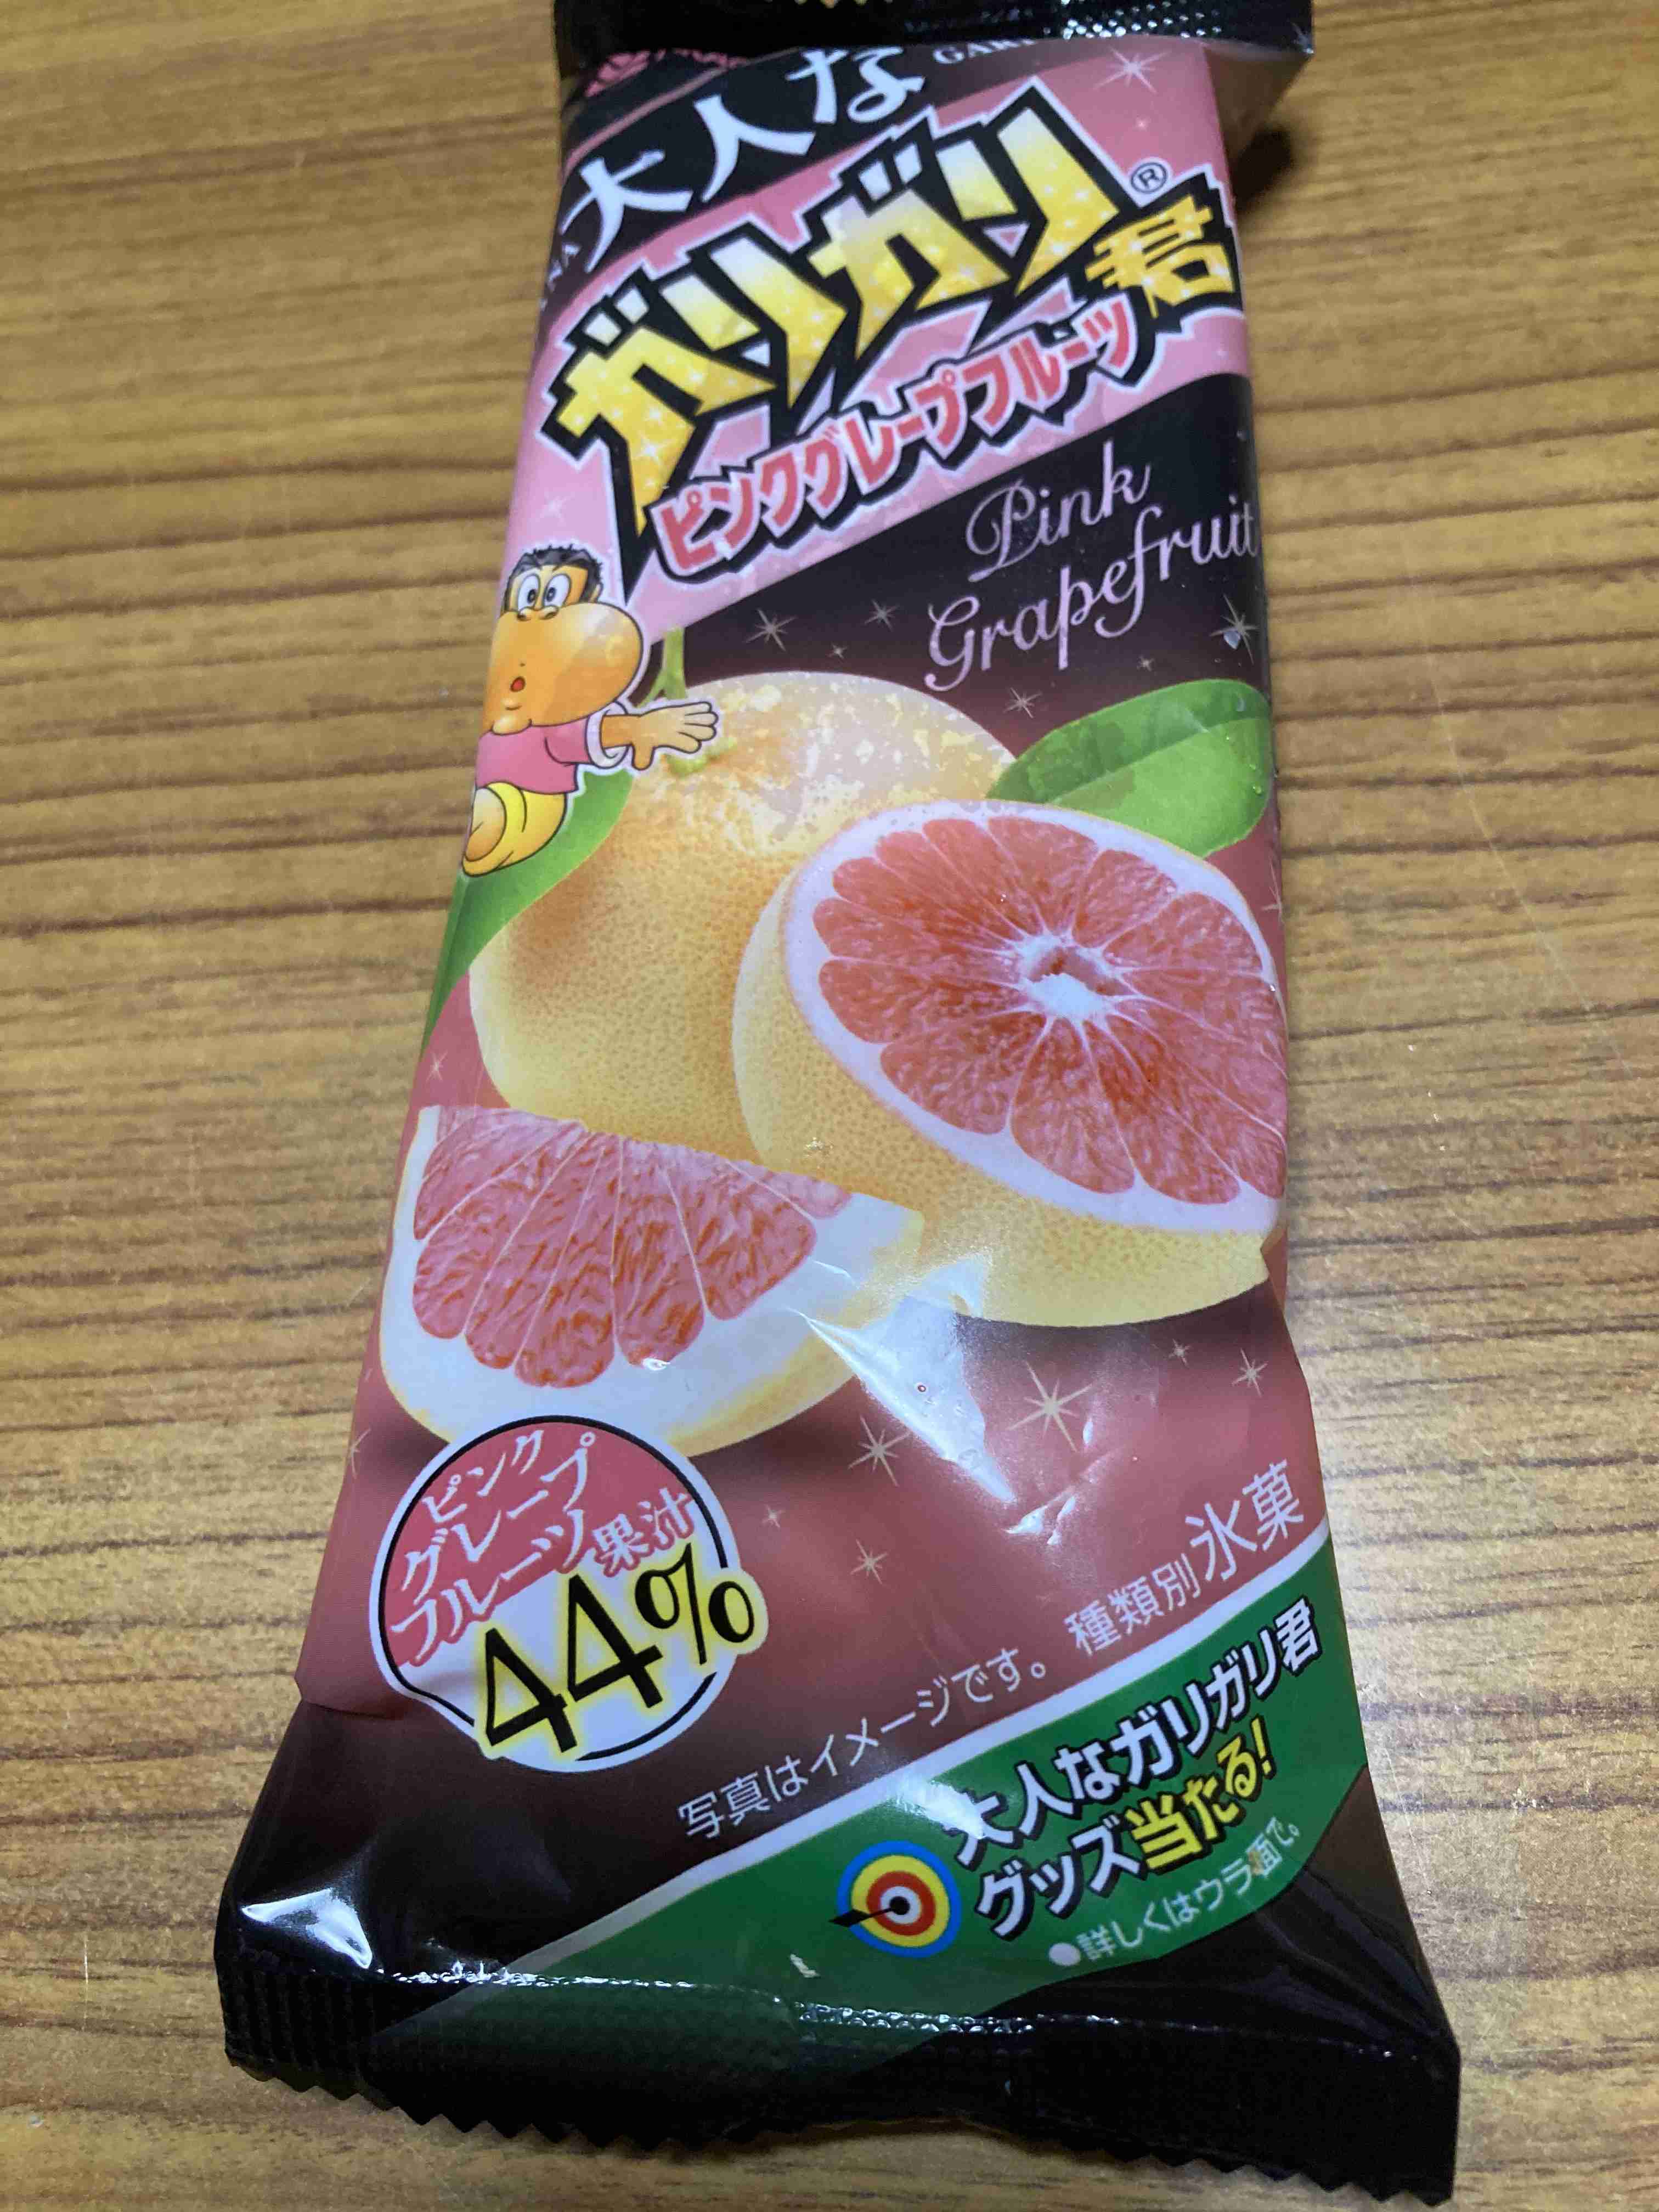 大人な
ガリガリ君®
ピンクグレープフルーツ
Pink
Grapefruit
ピンク
グレープ
フルーツ果汁
44%
写真はイメージです。 種類別氷菓
大人なガリガリ君
グッズ当たる!
●詳しくはウラ面で。